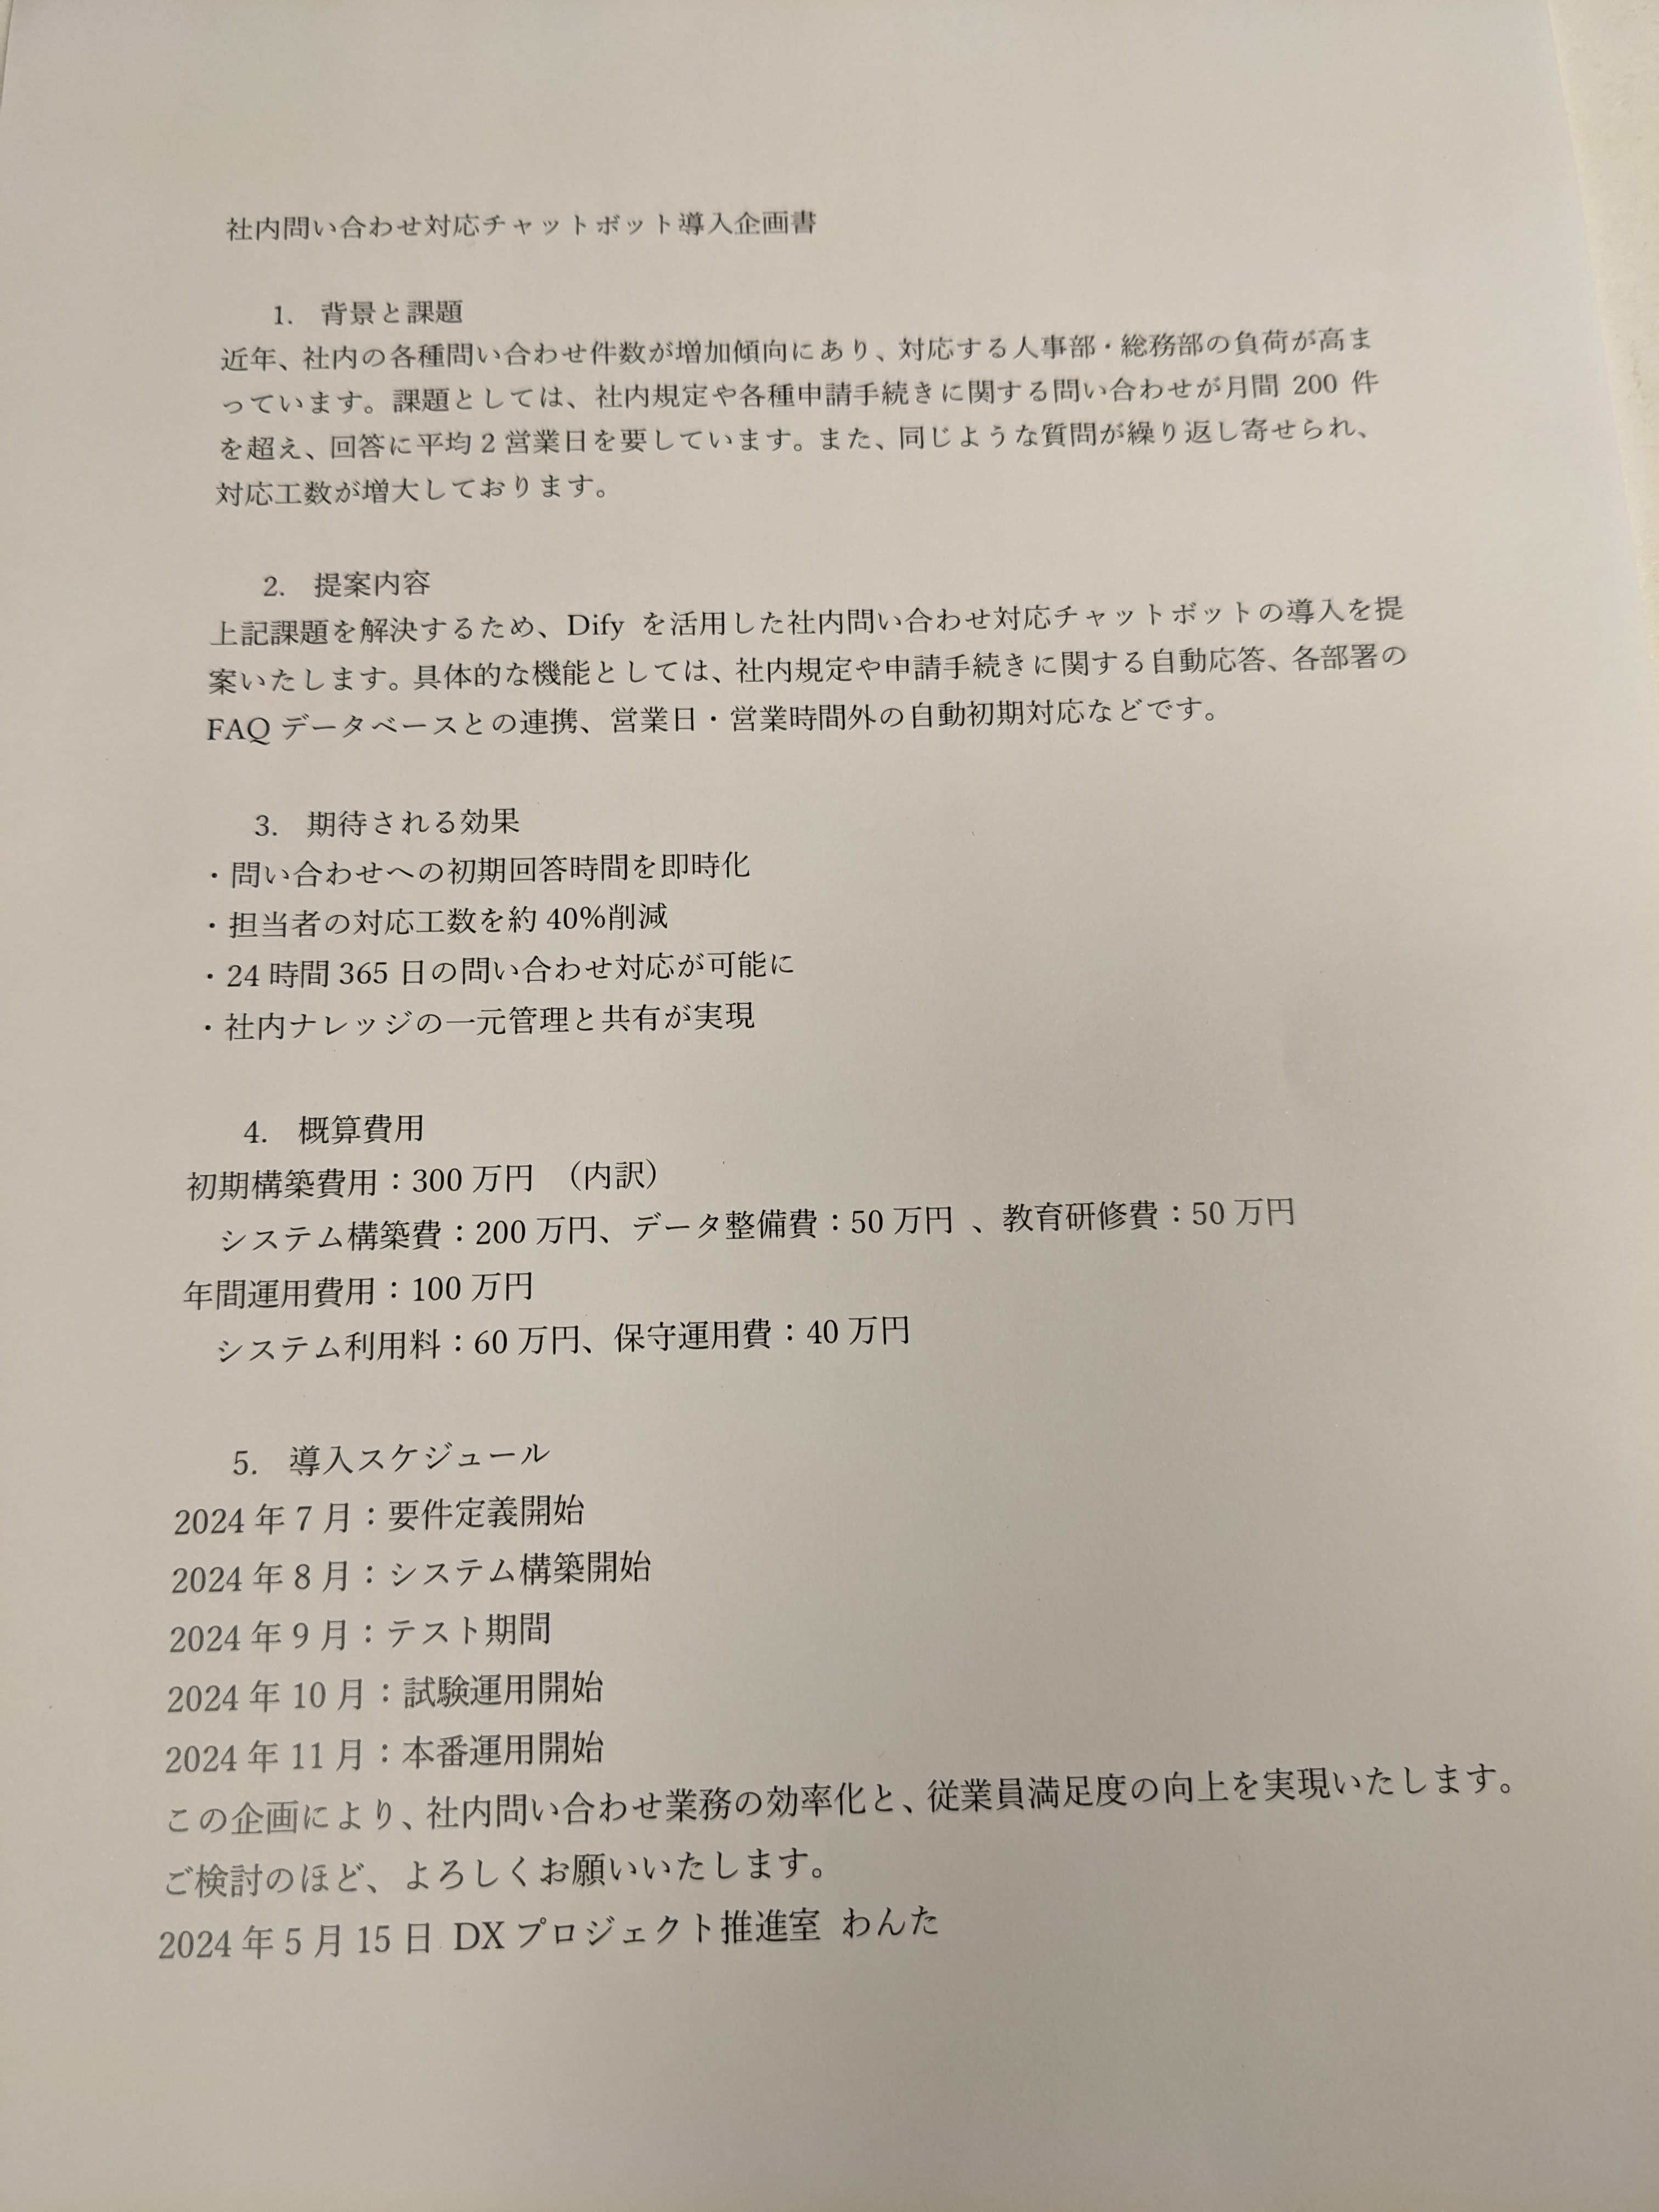 社内問い合わせ対応チャットボット導入企画書
1. 背景と課題
近年、社内の各種問い合わせ件数が増加傾向にあり、対応する人事部・総務部の負荷が高ま
っています。課題としては、社内規定や各種申請手続きに関する問い合わせが月間 200 件
を超え、回答に平均 2 営業日を要しています。また、同じような質問が繰り返し寄せられ、
対応工数が増大しております。
2. 提案内容
上記課題を解決するため、Dify を活用した社内問い合わせ対応チャットボットの導入を提
案いたします。具体的な機能としては、社内規定や申請手続きに関する自動応答、各部署の
FAQ データベースとの連携、営業日・営業時間外の自動初期対応などです。
3. 期待される効果
・問い合わせへの初期回答時間を即時化
・担当者の対応工数を約 40%削減
・24 時間 365 日の問い合わせ対応が可能に
・社内ナレッジの一元管理と共有が実現
4. 概算費用
初期構築費用：300 万円 （内訳）
システム構築費：200 万円、データ整備費：50 万円 、教育研修費：50 万円
年間運用費用：100 万円
システム利用料：60 万円、保守運用費：40 万円
5. 導入スケジュール
2024 年 7 月：要件定義開始
2024 年 8 月：システム構築開始
2024 年 9 月：テスト期間
2024 年 10 月：試験運用開始
2024 年 11 月：本番運用開始
この企画により、社内問い合わせ業務の効率化と、従業員満足度の向上を実現いたします。
ご検討のほど、よろしくお願いいたします。
2024 年 5 月 15 日 DX プロジェクト推進室 わんた